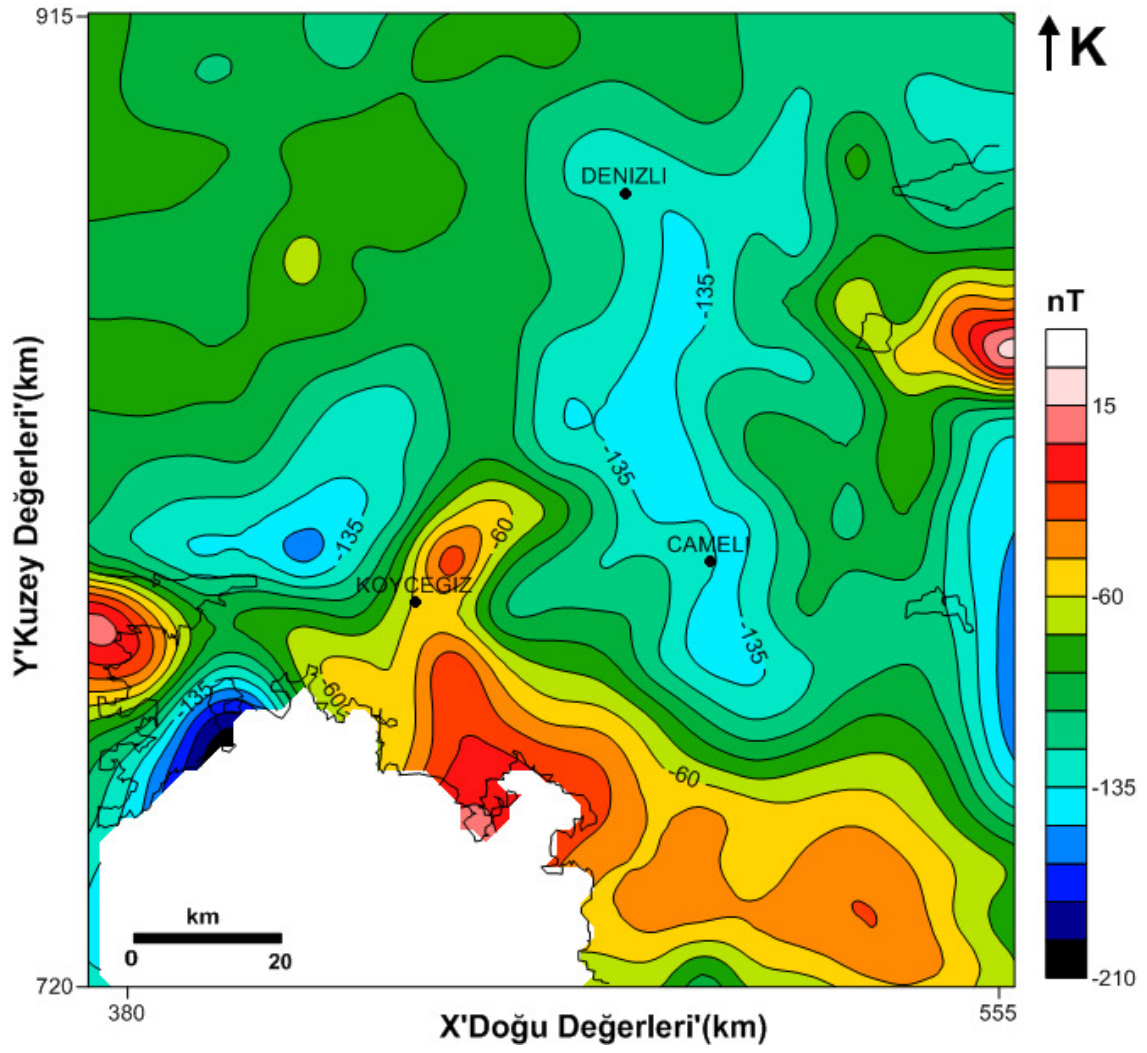 915
K
DENIZLI
-135
nT
15
-135
-60
-135
CAMELI
KOYCEGIZ
-60
-135
-135
-60
-60
-135
km
0 20
-210
720
380
555
X'Doğu Değerleri'(km)
Y'Kuzey Değerleri'(km)